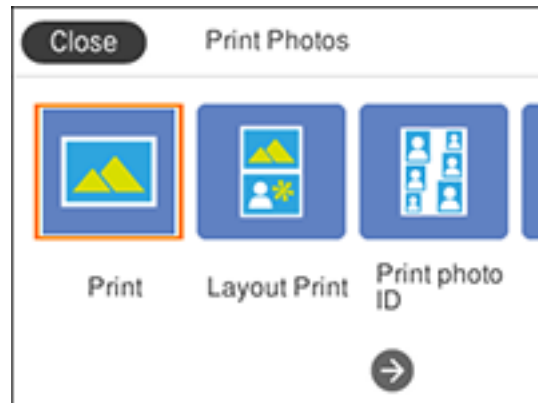 Close
Print Photos
Print
Layout Print
Print photo
ID